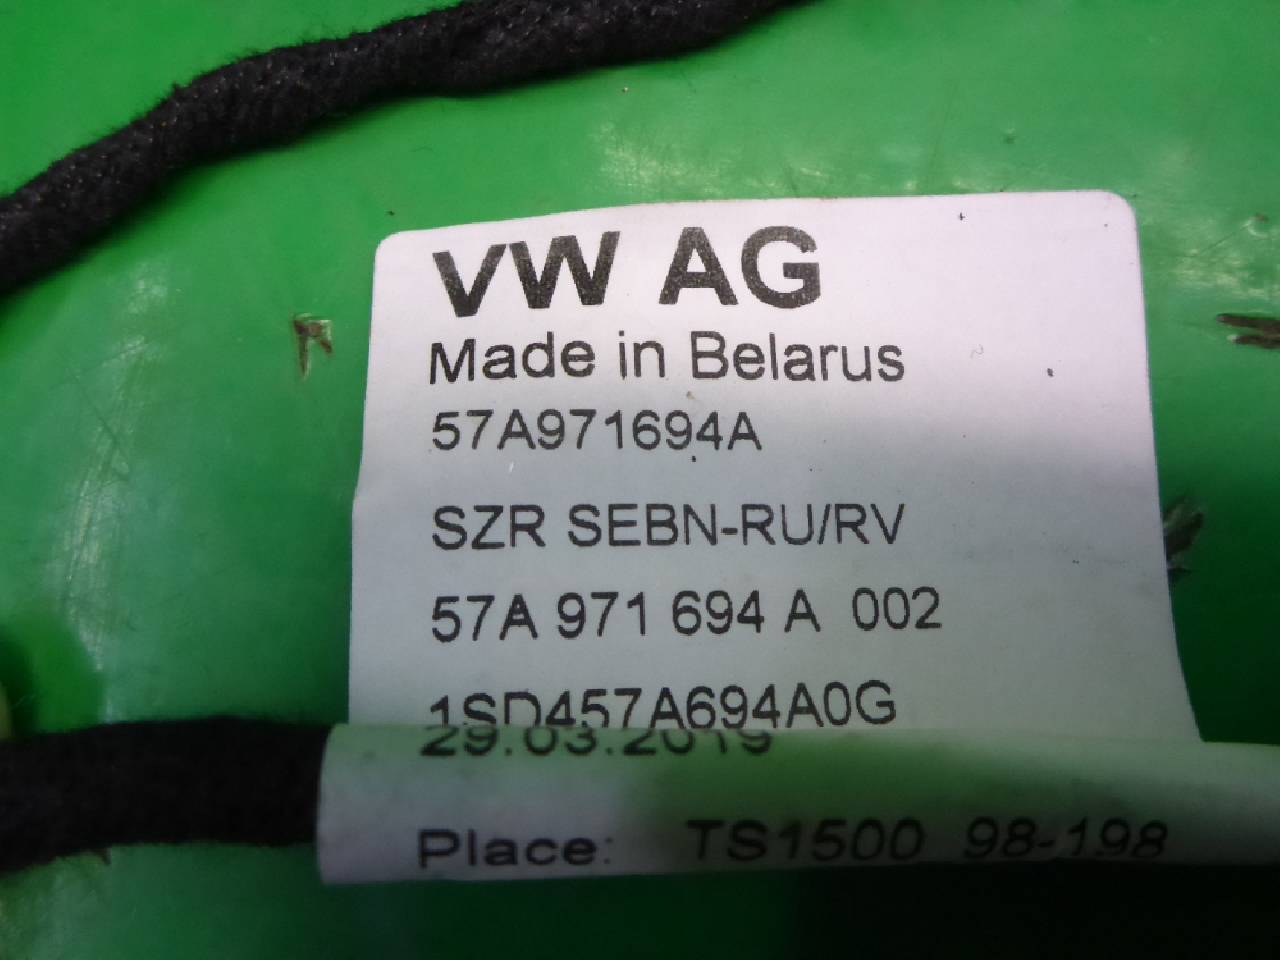 VW AG
Made in Belarus
57A971694A
SZR SEBN-RU/RV
57A 971 694 A 002
1SD457A694A0G
29.03.2019
Place: TS1500 98-198